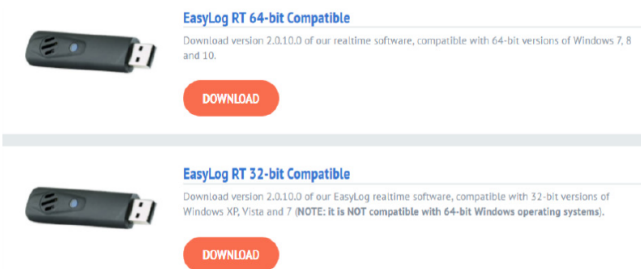 EasyLog RT 64-bit Compatible
Download version 2.0.10.0 of our realtime software, compatible with 64-bit versions of Windows 7, 8
and 10.
DOWNLOAD
EasyLog RT 32-bit Compatible
Download version 2.0.10.0 of our EasyLog realtime software, compatible with 32-bit versions of
Windows XP, Vista and 7 (NOTE: it is NOT compatible with 64-bit Windows operating systems).
DOWNLOAD